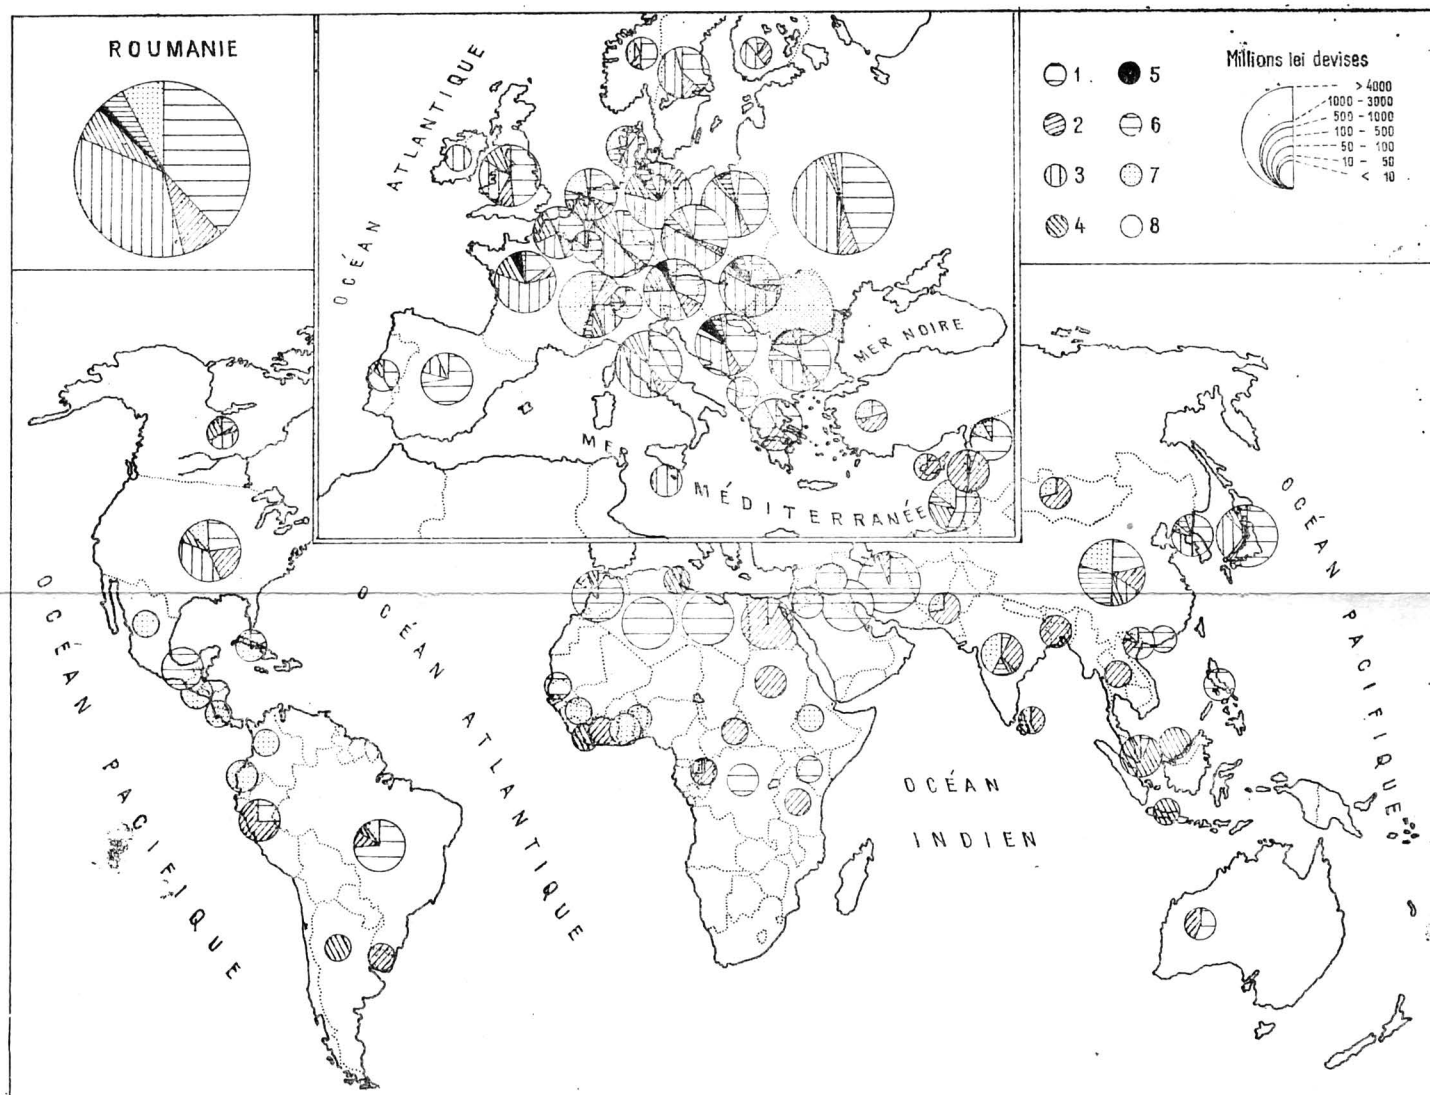 ROUMANIE
OCÉAN ATLANTIQUE
MER NOIRE
MER
MÉDITERRANÉE
1
2
3
4
5
6
7
8
Millions lei devises
> 4000
1000 - 3000
500 - 1000
100 - 500
50 - 100
10 - 50
< 10
OCÉAN PACIFIQUE
OCÉAN ATLANTIQUE
OCÉAN
INDIEN
OCÉAN PACIFIQUE